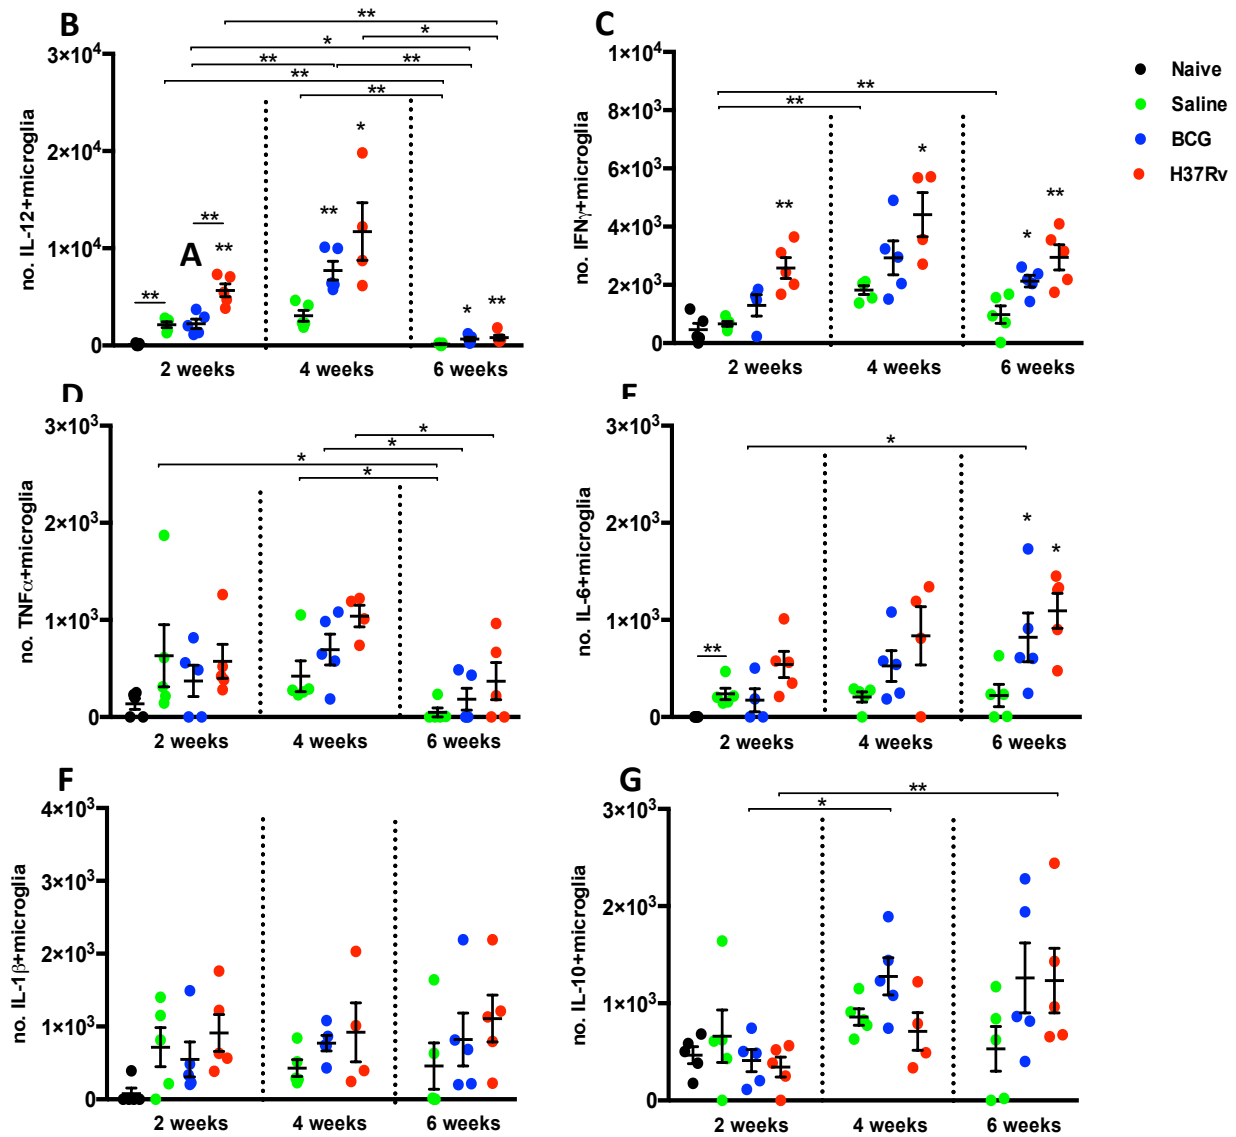 B
**
*
*
**
**
**
**
3×10⁴
2×10⁴
1×10⁴
0
no. IL-12+microglia
A
**
**
**
**
*
*
**
2 weeks
4 weeks
6 weeks
C
1×10⁴
8×10³
6×10³
4×10³
2×10³
0
no. IFNγ+microglia
**
**
**
*
*
**
2 weeks
4 weeks
6 weeks
Naive
Saline
BCG
H37Rv
D
3×10³
2×10³
1×10³
0
no. TNFα+microglia
*
*
*
*
2 weeks
4 weeks
6 weeks
E
3×10³
2×10³
1×10³
0
no. IL-6+microglia
*
**
*
*
2 weeks
4 weeks
6 weeks
F
4×10³
3×10³
2×10³
1×10³
0
no. IL-1β+microglia
2 weeks
4 weeks
6 weeks
G
3×10³
2×10³
1×10³
0
no. IL-10+microglia
**
*
2 weeks
4 weeks
6 weeks